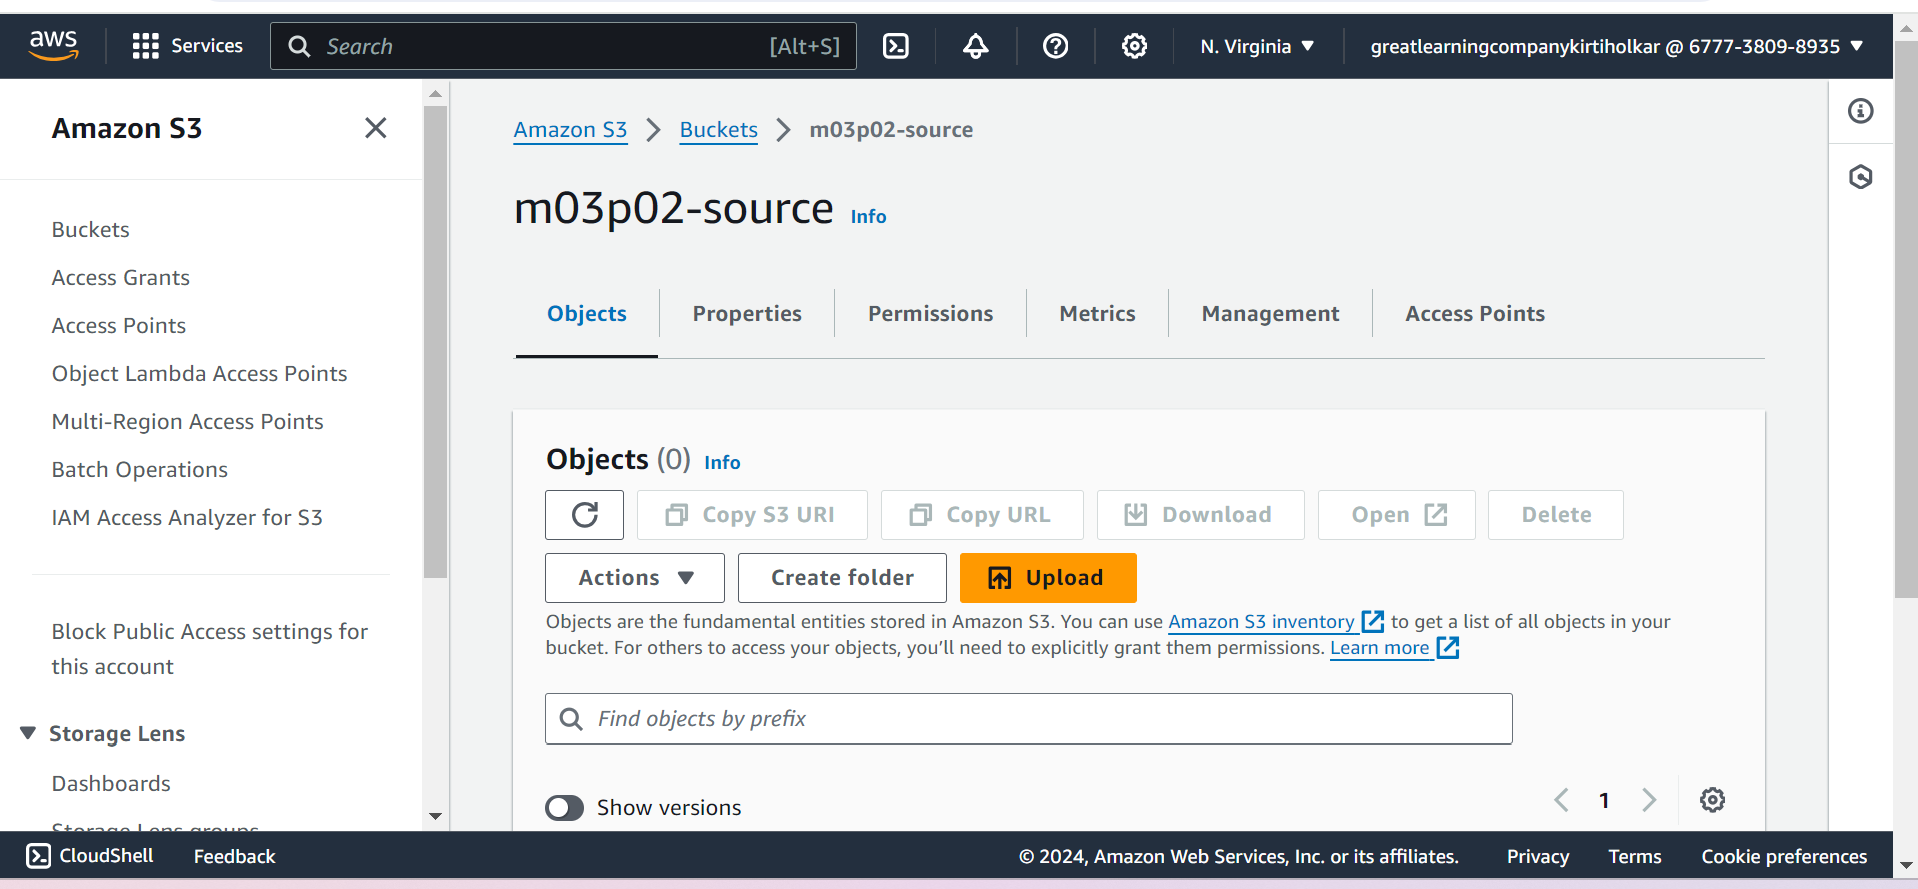 aws
Services
Search [Alt+S]
N. Virginia
greatlearningcompanykirtiholkar @ 6777-3809-8935
Amazon S3
Buckets
Access Grants
Access Points
Object Lambda Access Points
Multi-Region Access Points
Batch Operations
IAM Access Analyzer for S3
Block Public Access settings for
this account
Storage Lens
Dashboards
Storage Lens groups
Amazon S3 > Buckets > m03p02-source
m03p02-source Info
Objects Properties Permissions Metrics Management Access Points
Objects (0) Info
Copy S3 URI Copy URL Download Open Delete
Actions Create folder Upload
Objects are the fundamental entities stored in Amazon S3. You can use Amazon S3 inventory to get a list of all objects in your
bucket. For others to access your objects, you’ll need to explicitly grant them permissions. Learn more
Find objects by prefix
Show versions
1
CloudShell Feedback
© 2024, Amazon Web Services, Inc. or its affiliates. Privacy Terms Cookie preferences